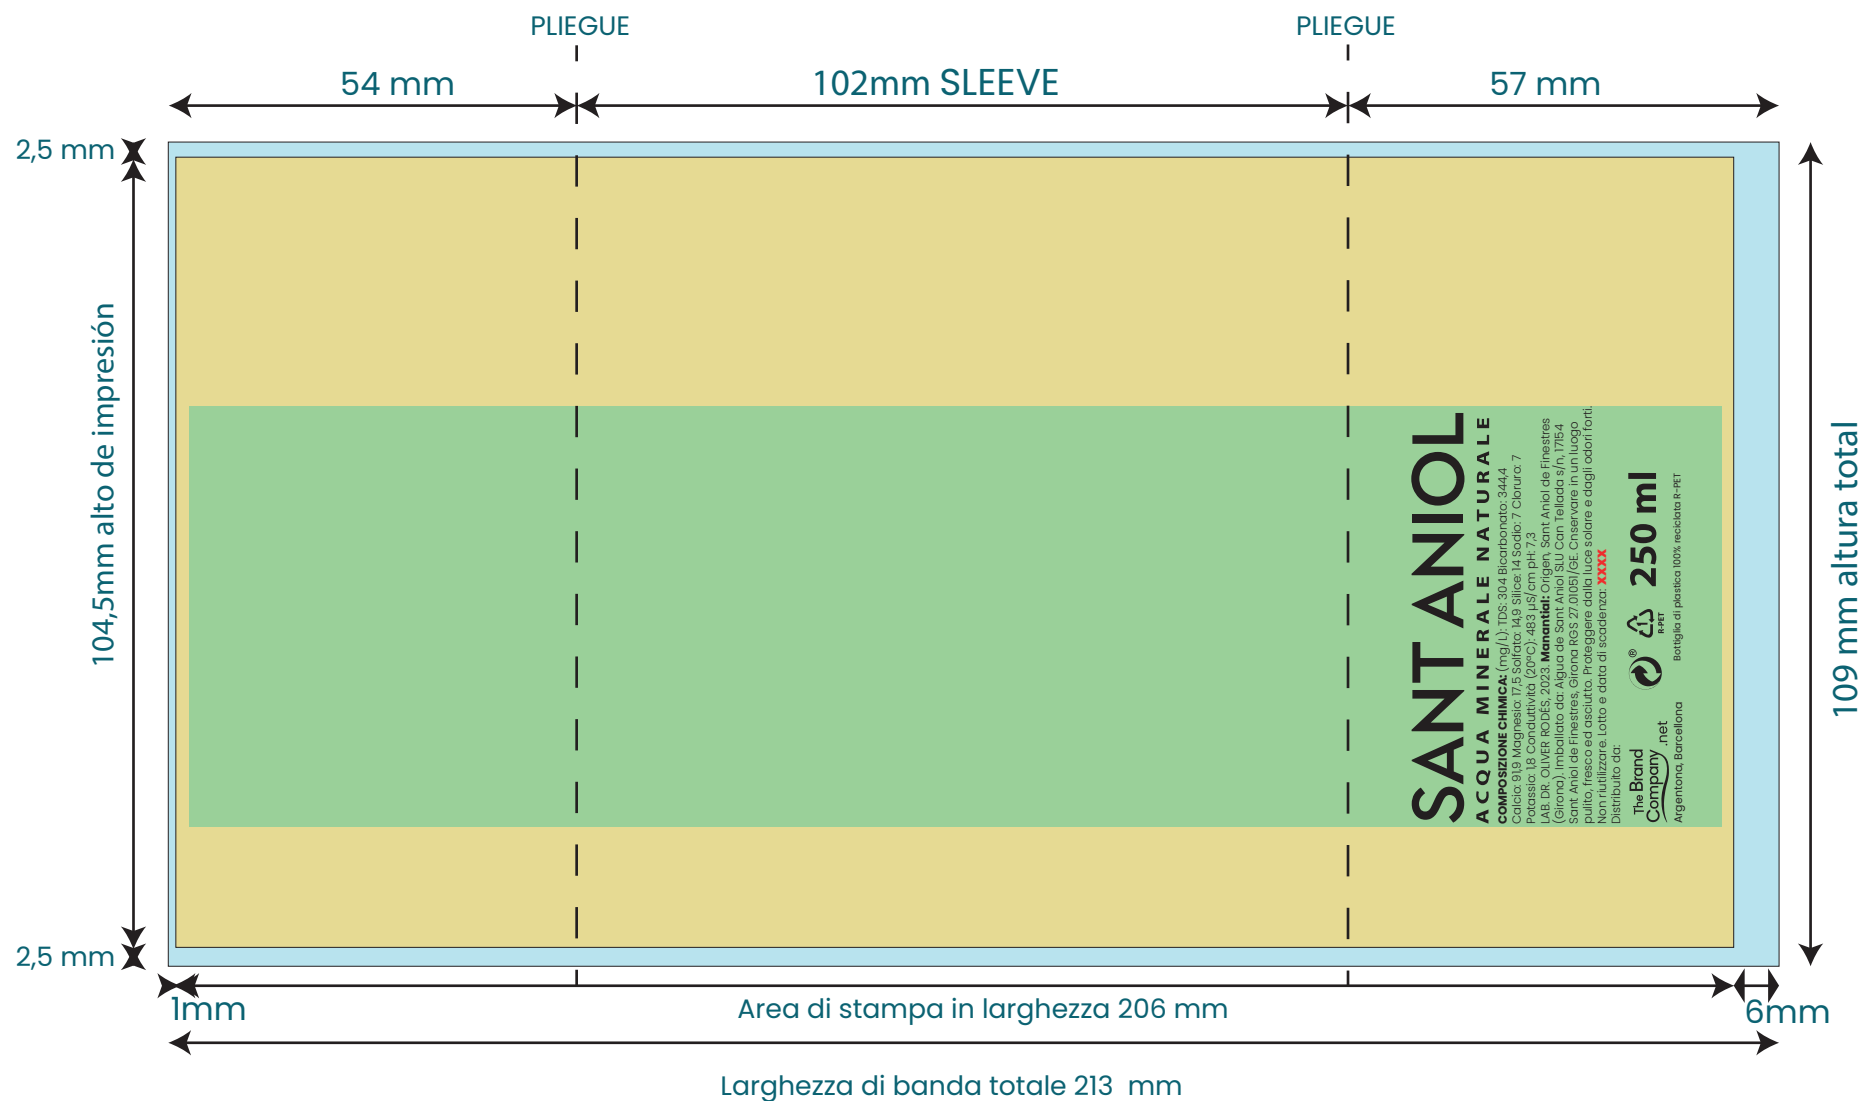 PLIEGUE
PLIEGUE
54 mm
102mm SLEEVE
57 mm
2,5 mm
104,5mm alto de impresión
2,5 mm
109 mm altura total
SANT ANIOL
ACQUA MINERALE NATURALE
COMPOSIZIONE CHIMICA: (mg/L): TDS: 304 Bicarbonato: 344,4
Calcio: 91,9 Magnesio: 17,5 Solfato: 14,9 Silice: 14 Sodio: 7 Cloruro: 7
Potassio: 1,8 Conduttività (20°C): 483 µS/cm pH: 7,3
LAB. DR. OLIVER RODÉS, 2023. Manantial: Origen, Sant Aniol de Finestres
(Girona). Imballato da: Aigua de Sant Aniol SLU Can Tellada s/n, 17154
Sant Aniol de Finestres, Girona RGS 27.01051/GE. Cnservare in un luogo
pulito, fresco ed asciutto. Proteggere dalla luce solare e dagli odori forti.
Non riutilizzare. Lotto e data di scadenza: XXXX
Distribuito da:
The Brand
Company .net
Argentona, Barcellona
®
1
R-PET
250 ml
Bottiglia di plastica 100% reciclata R-PET
1mm
Area di stampa in larghezza 206 mm
6mm
Larghezza di banda totale 213 mm